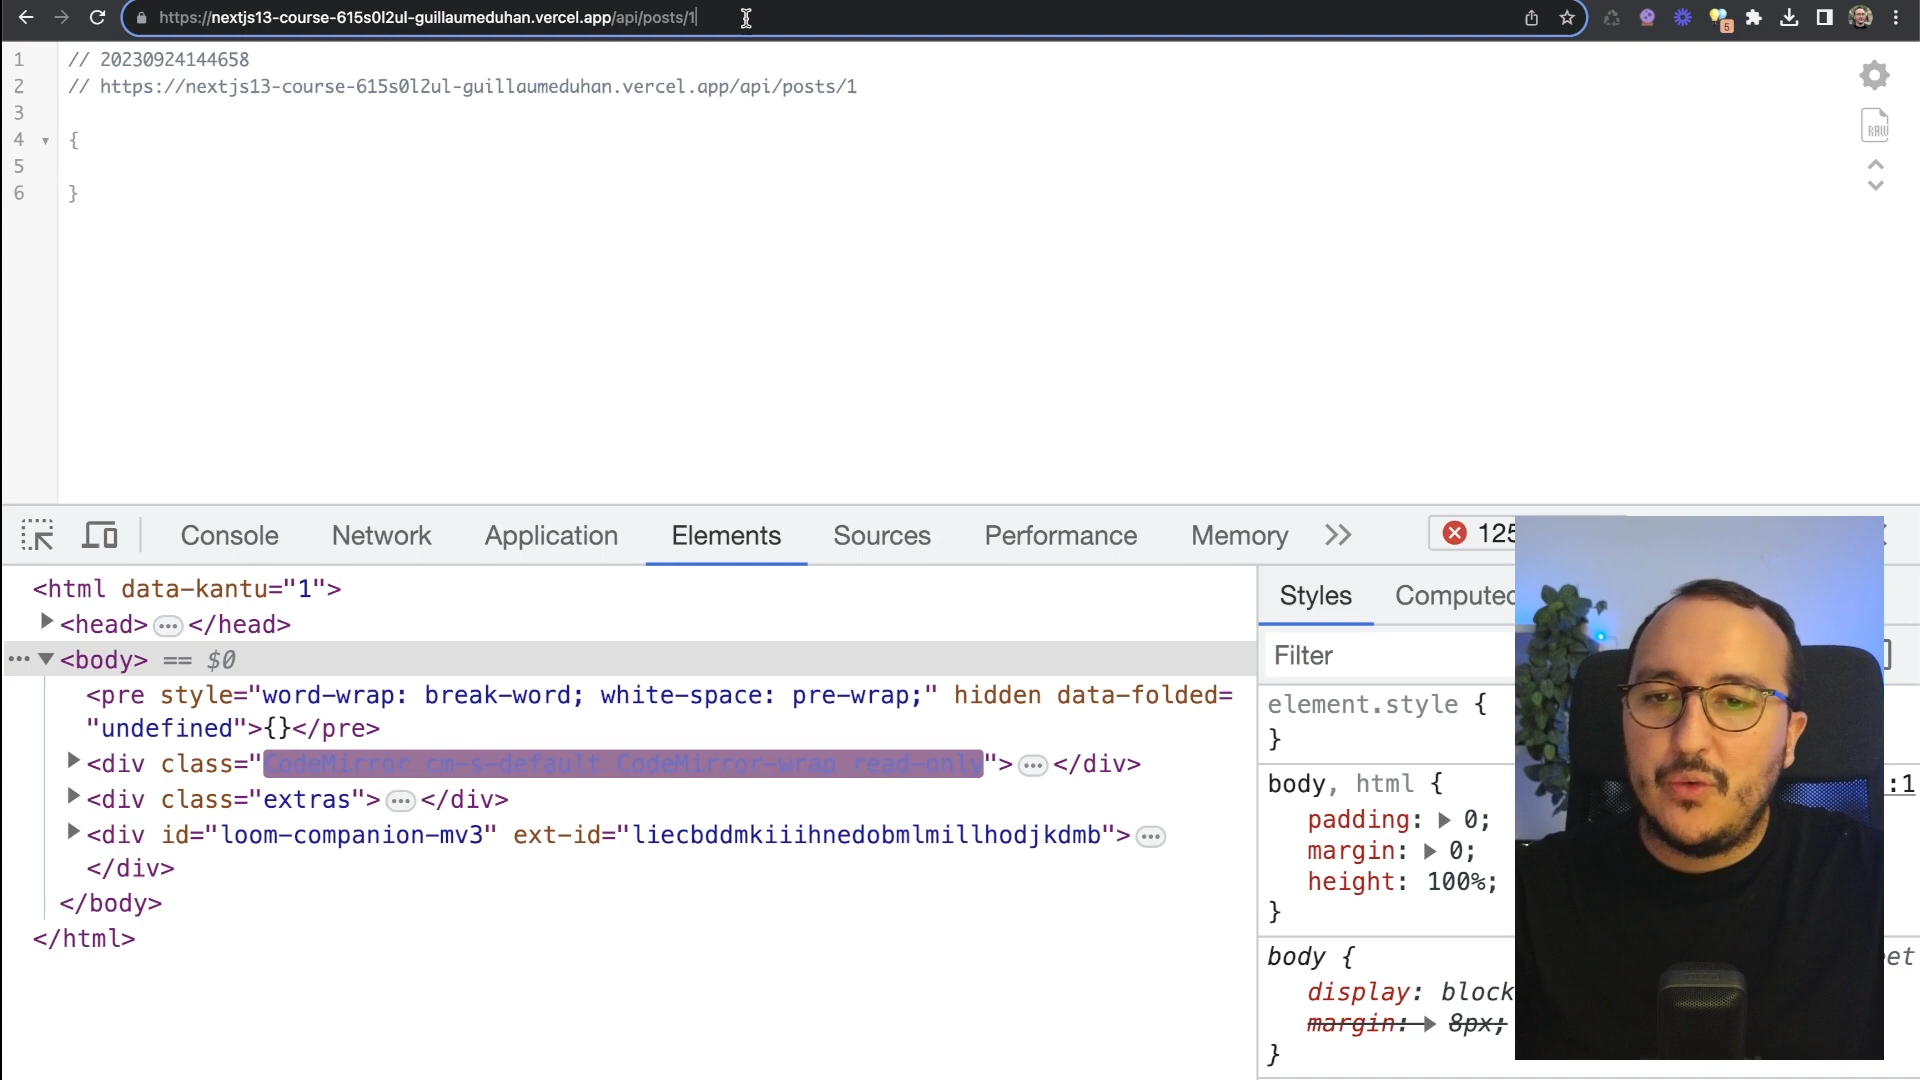 https://nextjs13-course-615s0l2ul-guillaumeduhan.vercel.app/api/posts/1
5
1 // 20230924144658
2 // https://nextjs13-course-615s0l2ul-guillaumeduhan.vercel.app/api/posts/1
3
4 {
5
6 }
RAW
Console Network Application Elements Sources Performance Memory 125
<html data-kantu="1">
<head> ••• </head>
••• <body> == $0
<pre style="word-wrap: break-word; white-space: pre-wrap;" hidden data-folded=
"undefined">{}</pre>
<div class="CodeMirror cm-s-default CodeMirror-wrap read-only"> ••• </div>
<div class="extras"> ••• </div>
<div id="loom-companion-mv3" ext-id="liecbddmkiiihnedobmlmillhodjkdmb"> •••
</div>
</body>
</html>
Styles Computed
Filter
element.style {
}
body, html { :1
padding: 0;
margin: 0;
height: 100%;
}
body { et
display: block
margin: 8px;
}